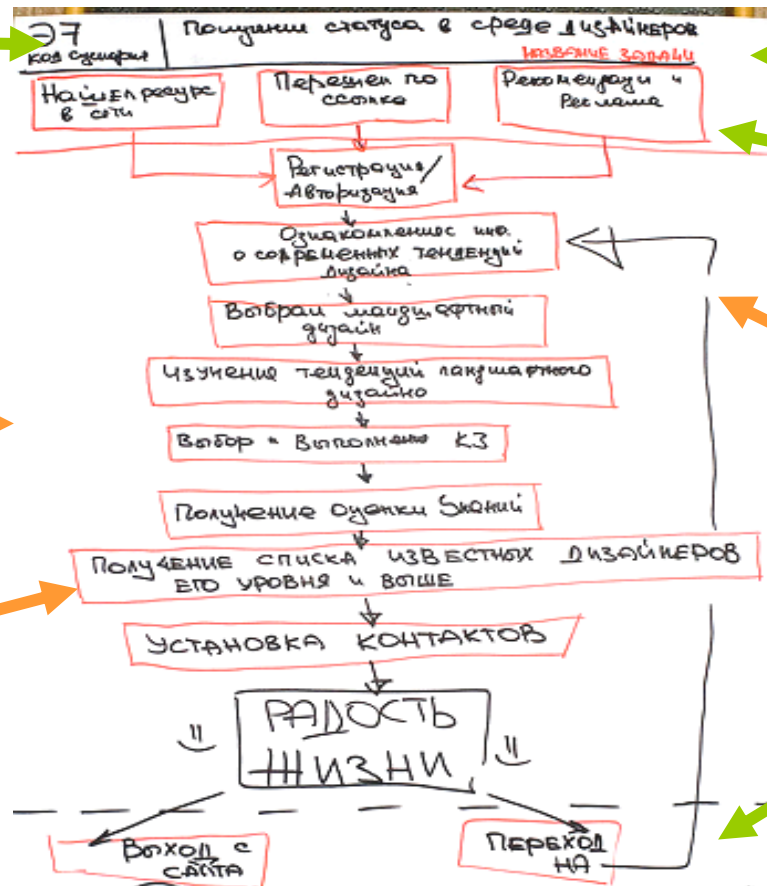 Э7
код сценария
Получении статуса в среде дизайнеров
НАЗВАНИЕ ЗАДАЧИ
Нашел ресурс
в сети
Перешел по
ссылке
Рекомендации и
Реклама
Регистрация/
Авторизация
Ознакомление с инф.
о современных тенденций
дизайна
Выбрал ландшафтный
дизайн
Изучение тенденций ландшафтного
дизайна
Выбор и Выполнение КЗ
Получение оценки знаний
ПОЛУЧЕНИЕ СПИСКА ИЗВЕСТНЫХ ДИЗАЙНЕРОВ
ЕГО УРОВНЯ И ВЫШЕ
УСТАНОВКА КОНТАКТОВ
РАДОСТЬ
ЖИЗНИ
ВЫХОД С
САЙТА
ПЕРЕХОД
НА